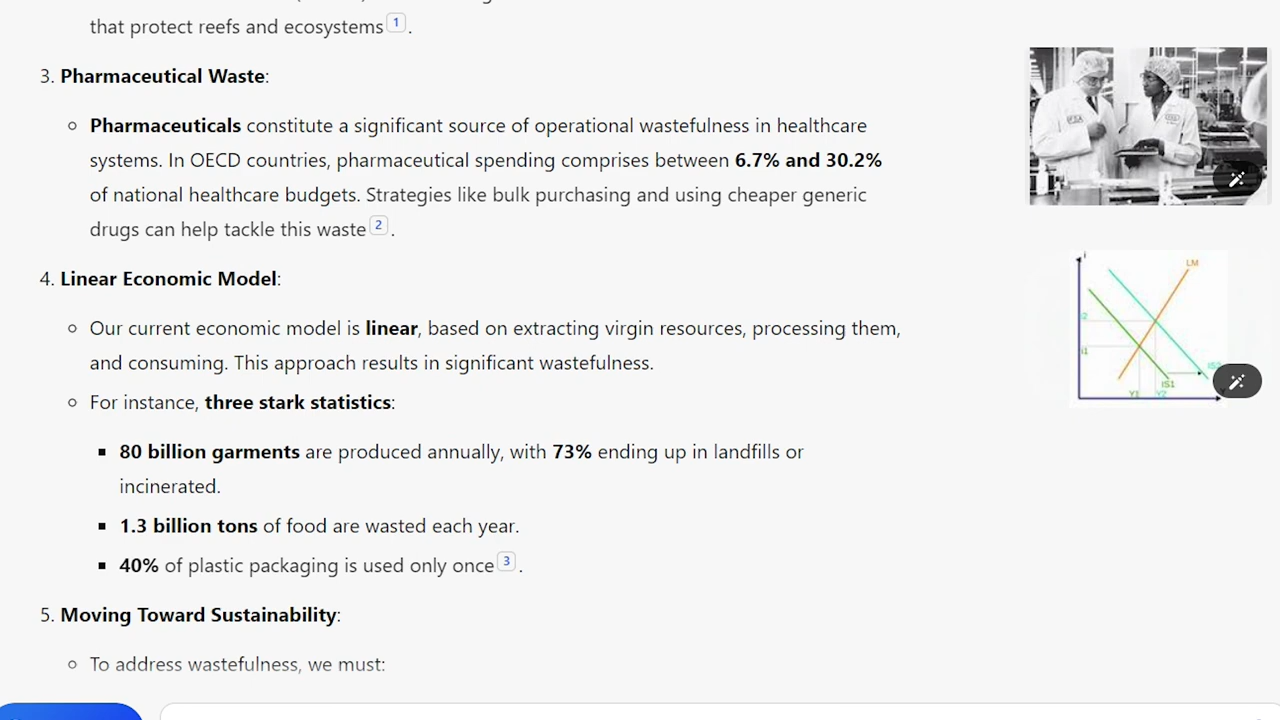 that protect reefs and ecosystems 1.
3. Pharmaceutical Waste:
Pharmaceuticals constitute a significant source of operational wastefulness in healthcare
systems. In OECD countries, pharmaceutical spending comprises between 6.7% and 30.2%
of national healthcare budgets. Strategies like bulk purchasing and using cheaper generic
drugs can help tackle this waste 2.
4. Linear Economic Model:
Our current economic model is linear, based on extracting virgin resources, processing them,
and consuming. This approach results in significant wastefulness.
For instance, three stark statistics:
80 billion garments are produced annually, with 73% ending up in landfills or
incinerated.
1.3 billion tons of food are wasted each year.
40% of plastic packaging is used only once 3.
5. Moving Toward Sustainability:
To address wastefulness, we must:
i
LM
i2
i1
IS2
IS1
Y1 Y2